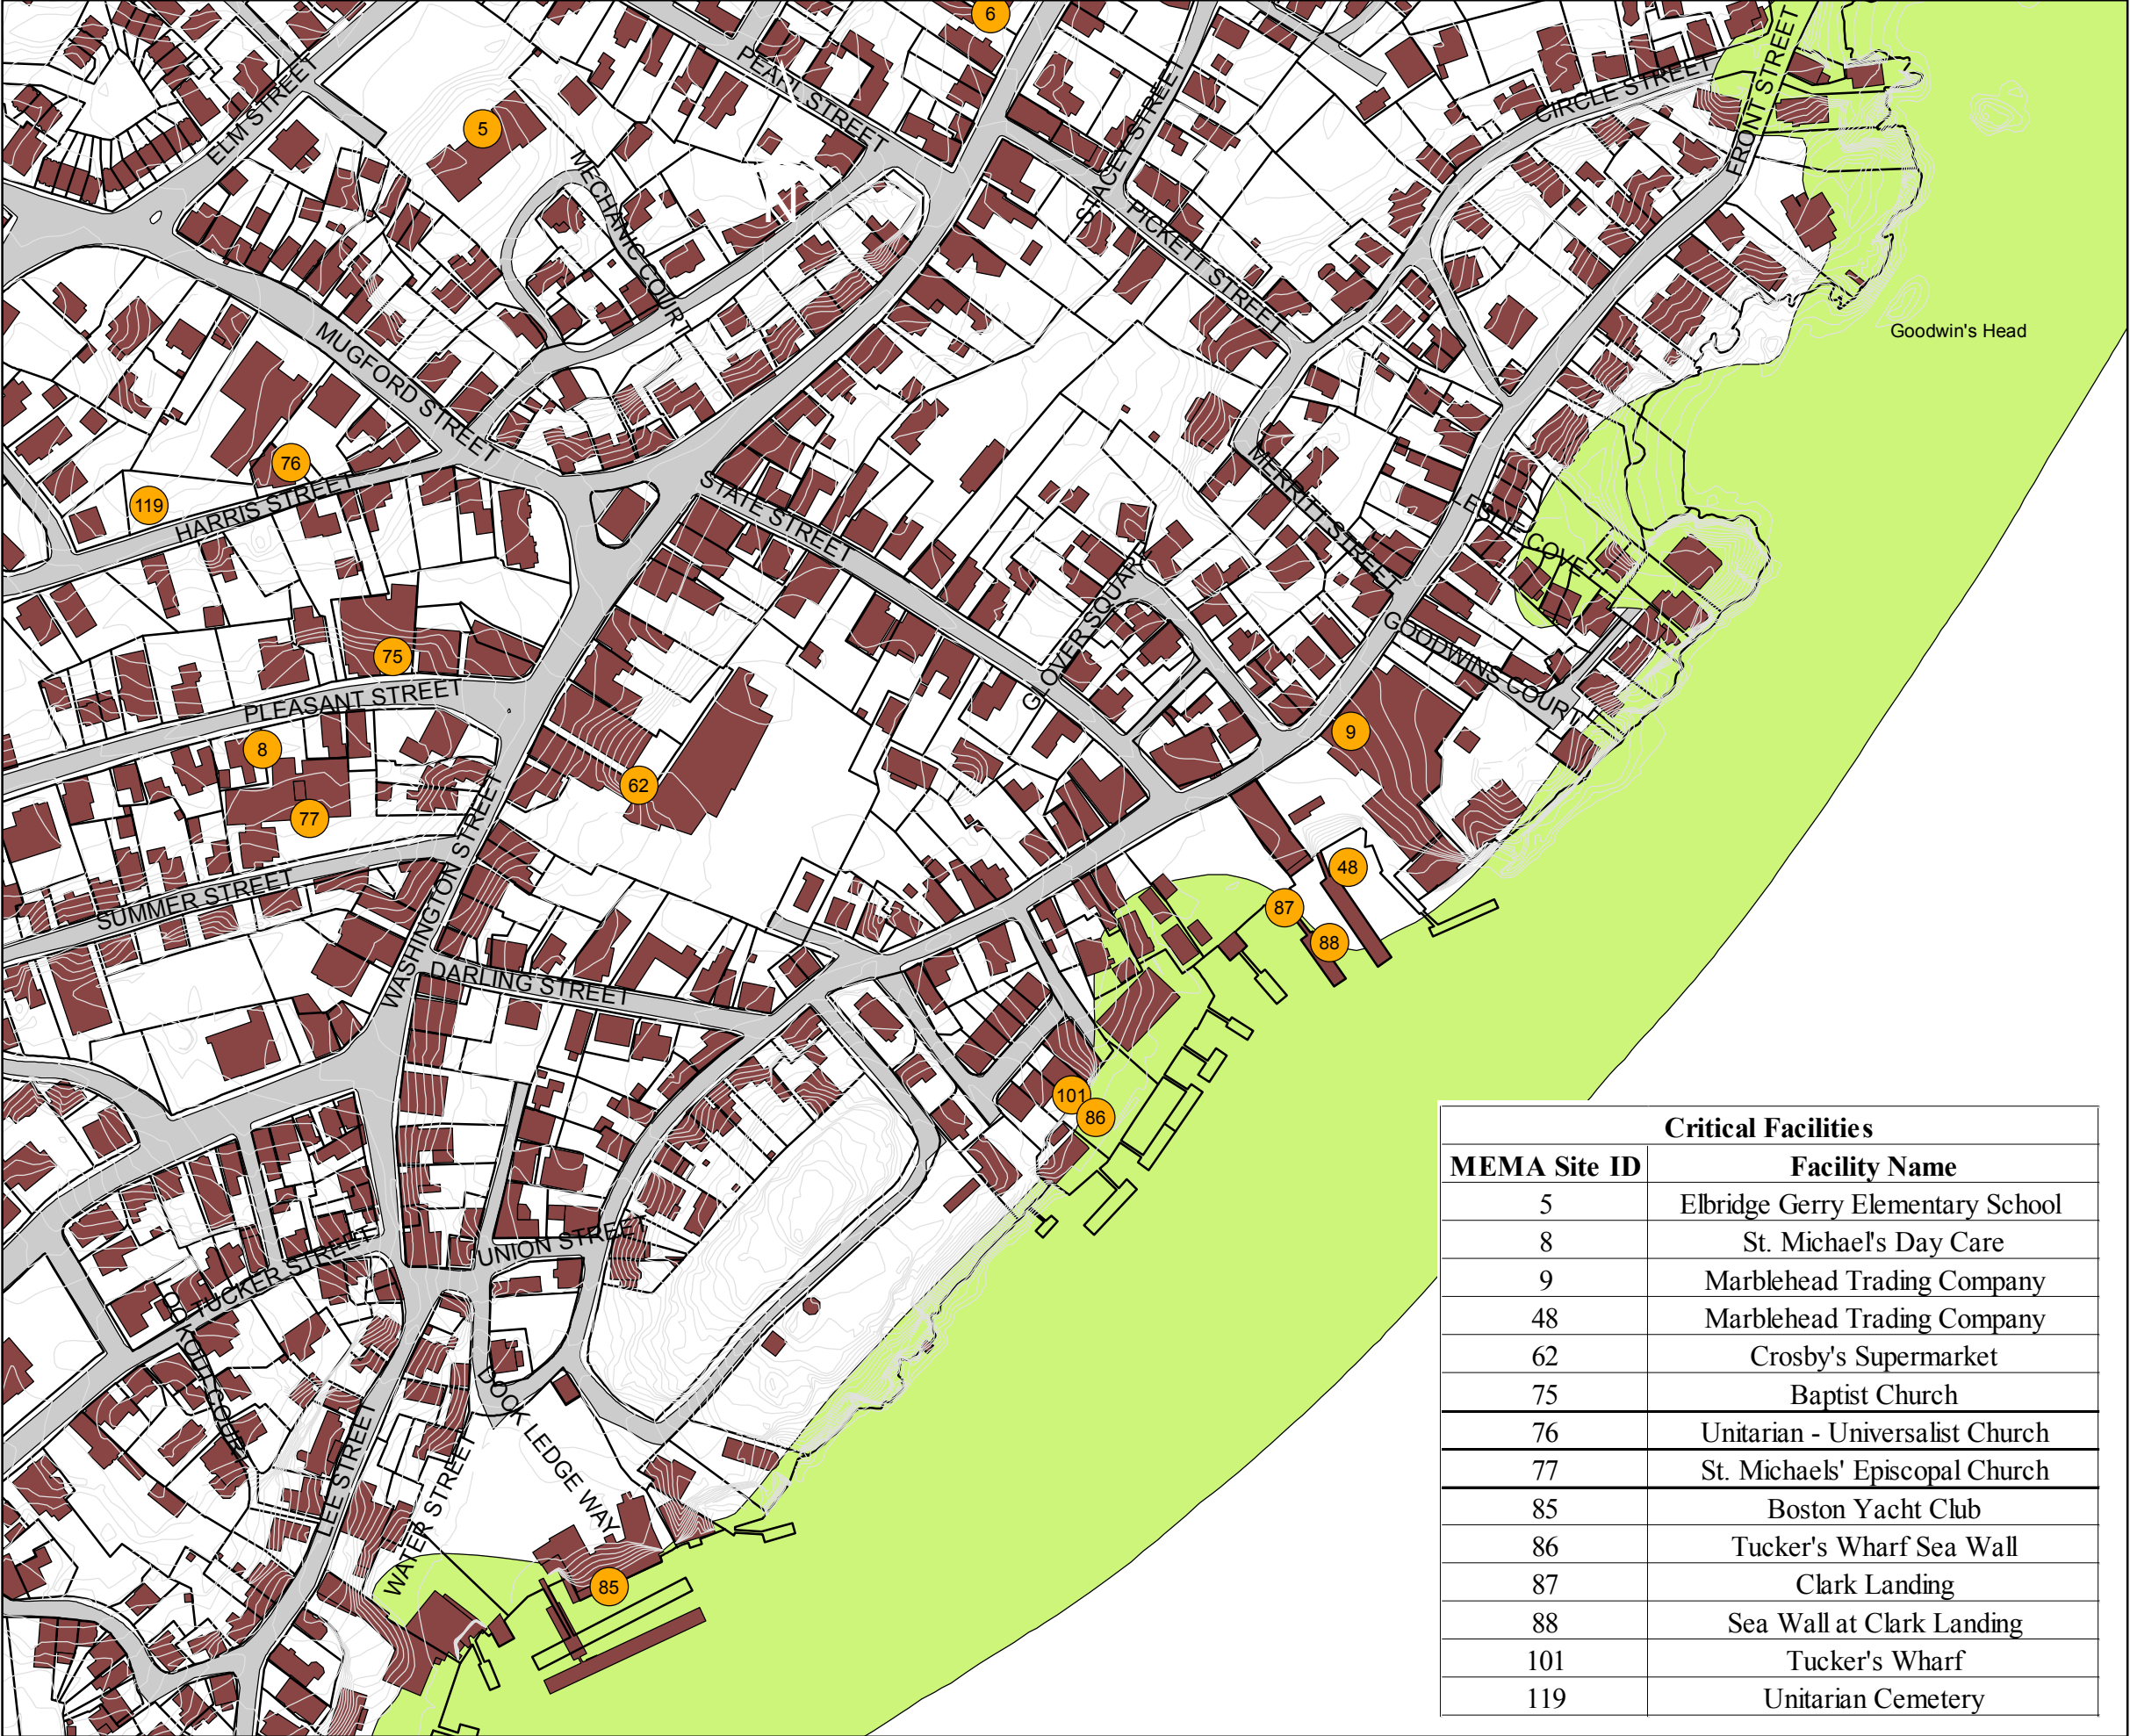 6
FRONT STREET
PEARL STREET
CIRCLE STREET
ELM STREET
5
STACEY STREET
MECHANIC COURT
PICKETT STREET
Goodwin's Head
MUGFORD STREET
76
119
HARRIS STREET
STATE STREET
MERRITT STREET
LESLIE COVE
GLOVER SQUARE
GOODWINS COURT
75
PLEASANT STREET
8
9
62
77
WASHINGTON STREET
48
SUMMER STREET
87
88
DARLING STREET
101
86
UNION STREET
TUCKER STREET
DOCK LEDGE WAY
LEE STREET
WATER STREET
85
Critical Facilities
MEMA Site ID Facility Name
5 Elbridge Gerry Elementary School
8 St. Michael's Day Care
9 Marblehead Trading Company
48 Marblehead Trading Company
62 Crosby's Supermarket
75 Baptist Church
76 Unitarian - Universalist Church
77 St. Michaels' Episcopal Church
85 Boston Yacht Club
86 Tucker's Wharf Sea Wall
87 Clark Landing
88 Sea Wall at Clark Landing
101 Tucker's Wharf
119 Unitarian Cemetery